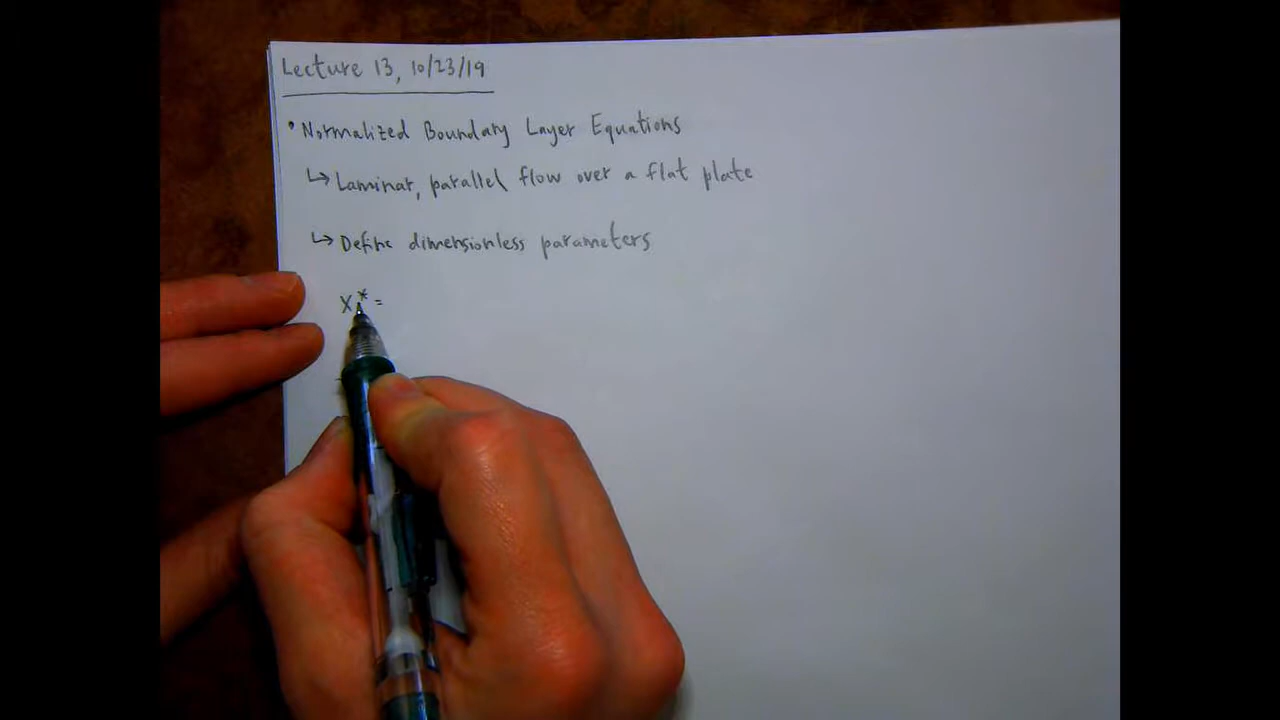 Lecture 13, 10/23/19
• Normalized Boundary Layer Equations
↳ Laminar, parallel flow over a flat plate
↳ Define dimensionless parameters
x* =